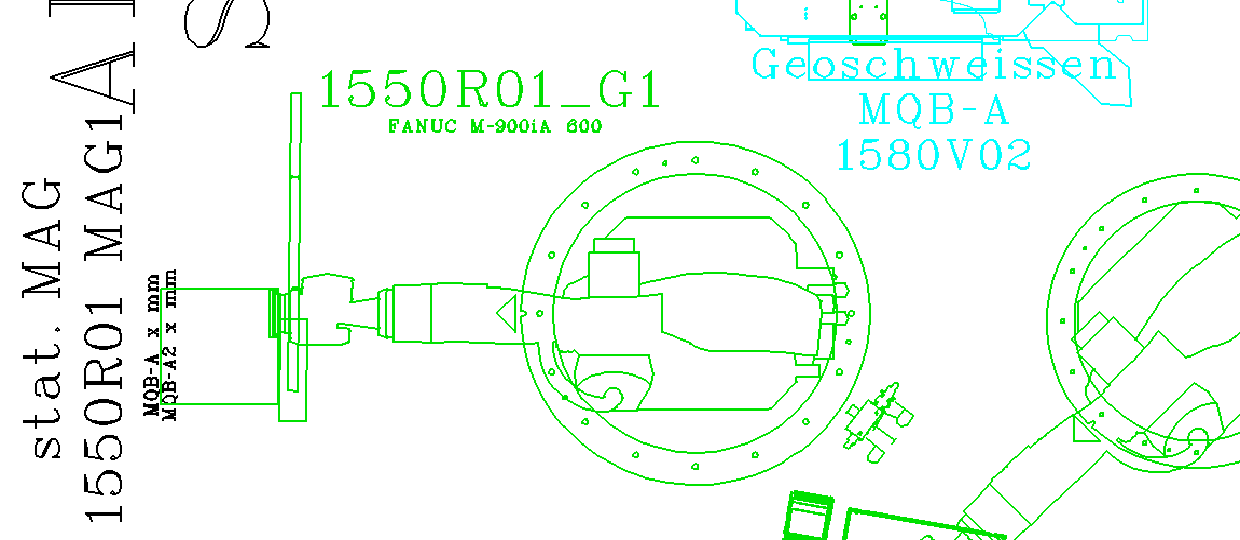 1550R01_G1
FANUC M-900iA 600
Geoschweissen
MQB-A
1580V02
stat. MAG
1550R01 MAG1
MQB-A x mm
MQB-A2 x mm